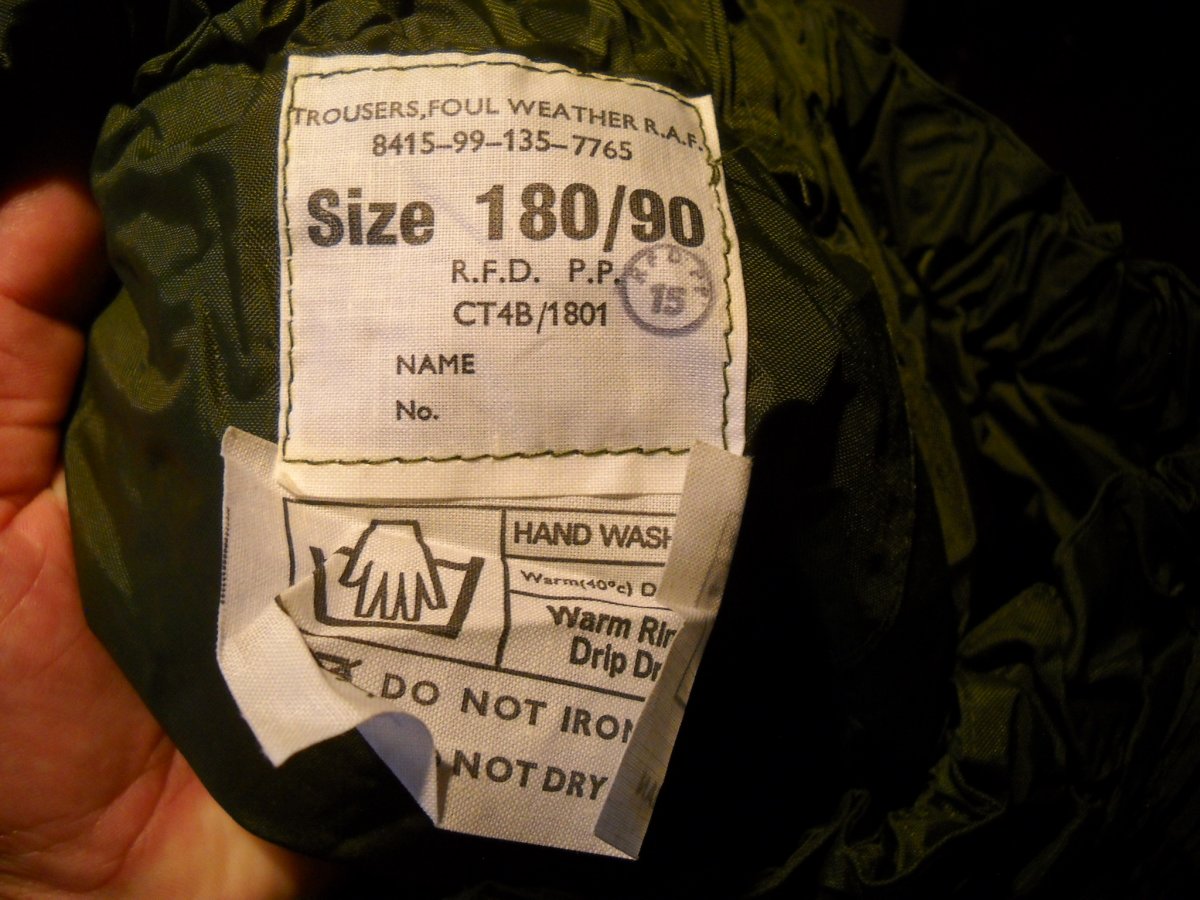 TROUSERS,FOUL WEATHER R.A.F.
8415–99–135–7765
Size 180/90
R.F.D. P.P.
R F D P P
15
CT4B/1801
NAME
No.
HAND WASH
Warm(40°c) D
Warm Rin
Drip Dr
DO NOT IRON
NOT DRY